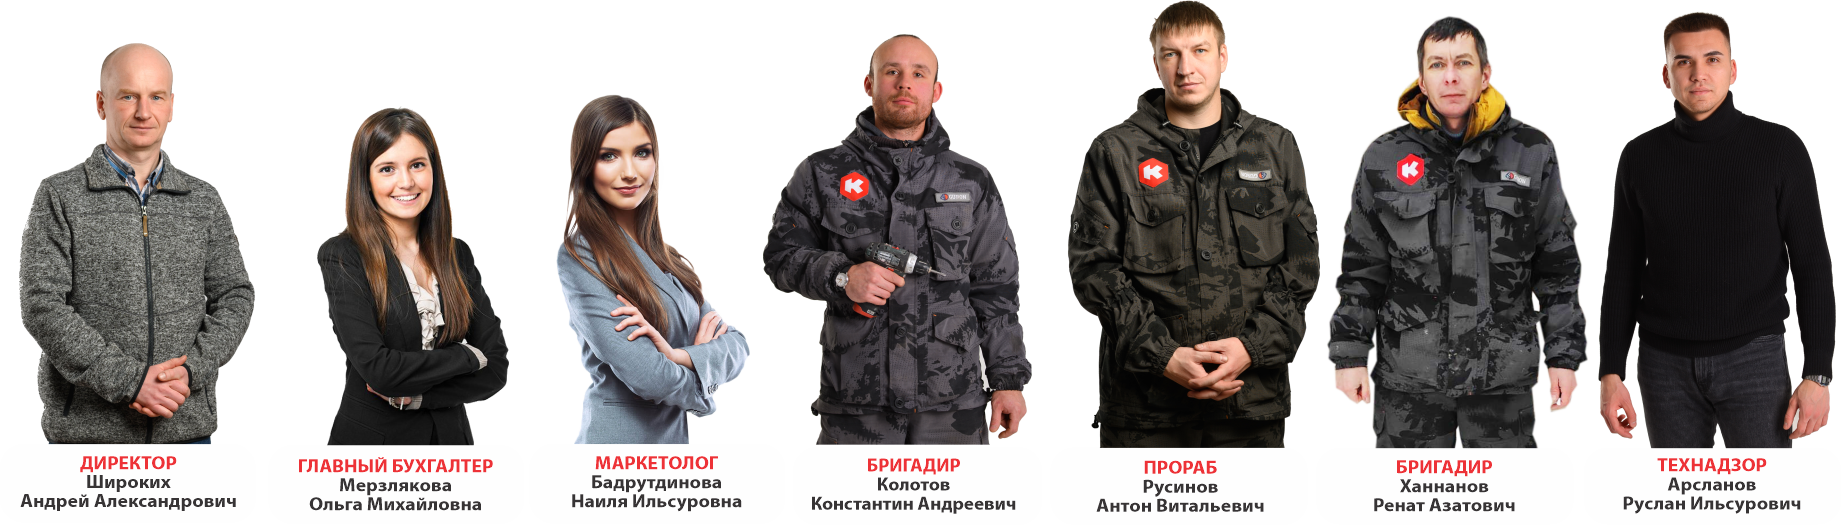 ДИРЕКТОР
Широких
Андрей Александрович
ГЛАВНЫЙ БУХГАЛТЕР
Мерзлякова
Ольга Михайловна
МАРКЕТОЛОГ
Бадрутдинова
Наиля Ильсуровна
БРИГАДИР
Колотов
Константин Андреевич
ПРОРАБ
Русинов
Антон Витальевич
БРИГАДИР
Ханнанов
Ренат Азатович
ТЕХНАДЗОР
Арсланов
Руслан Ильсурович